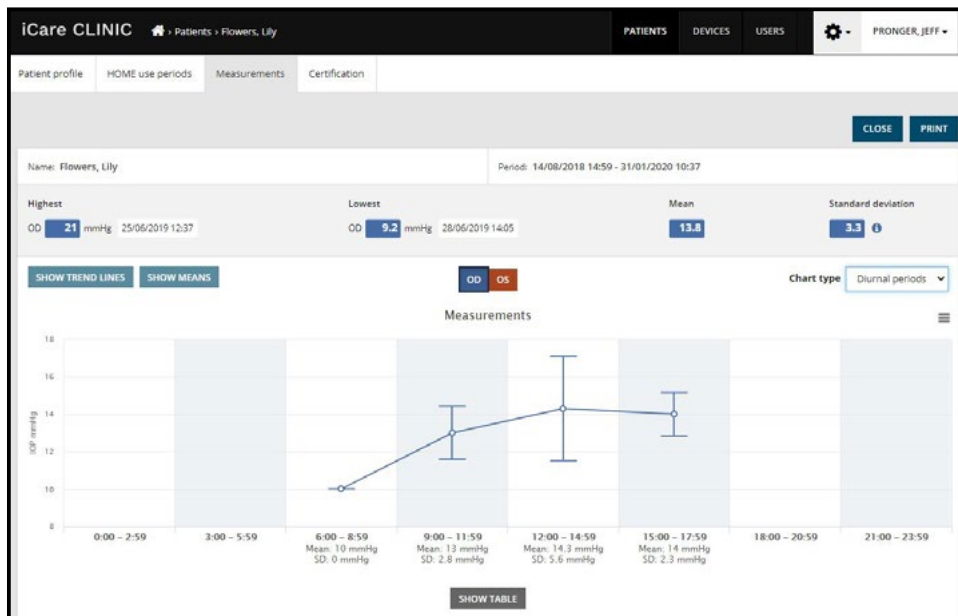 iCare CLINIC > Patients > Flowers, Lily PATIENTS DEVICES USERS PRONGER, JEFF
Patient profile HOME use periods Measurements Certification
CLOSE PRINT
Name: Flowers, Lily Period: 14/08/2018 14:59 - 31/01/2020 10:37
Highest Lowest Mean Standard deviation
OD 21 mmHg 25/06/2019 12:37 OD 9.2 mmHg 28/06/2019 14:05 13.8 3.3 i
SHOW TREND LINES SHOW MEANS OD OS Chart type Diurnal periods
Measurements
18
16
14
12
10
8
IOP mmHg
0:00 – 2:59 3:00 – 5:59 6:00 – 8:59 9:00 – 11:59 12:00 – 14:59 15:00 – 17:59 18:00 – 20:59 21:00 – 23:59
Mean: 10 mmHg Mean: 13 mmHg Mean: 14.3 mmHg Mean: 14 mmHg
SD: 0 mmHg SD: 2.8 mmHg SD: 5.6 mmHg SD: 2.3 mmHg
SHOW TABLE